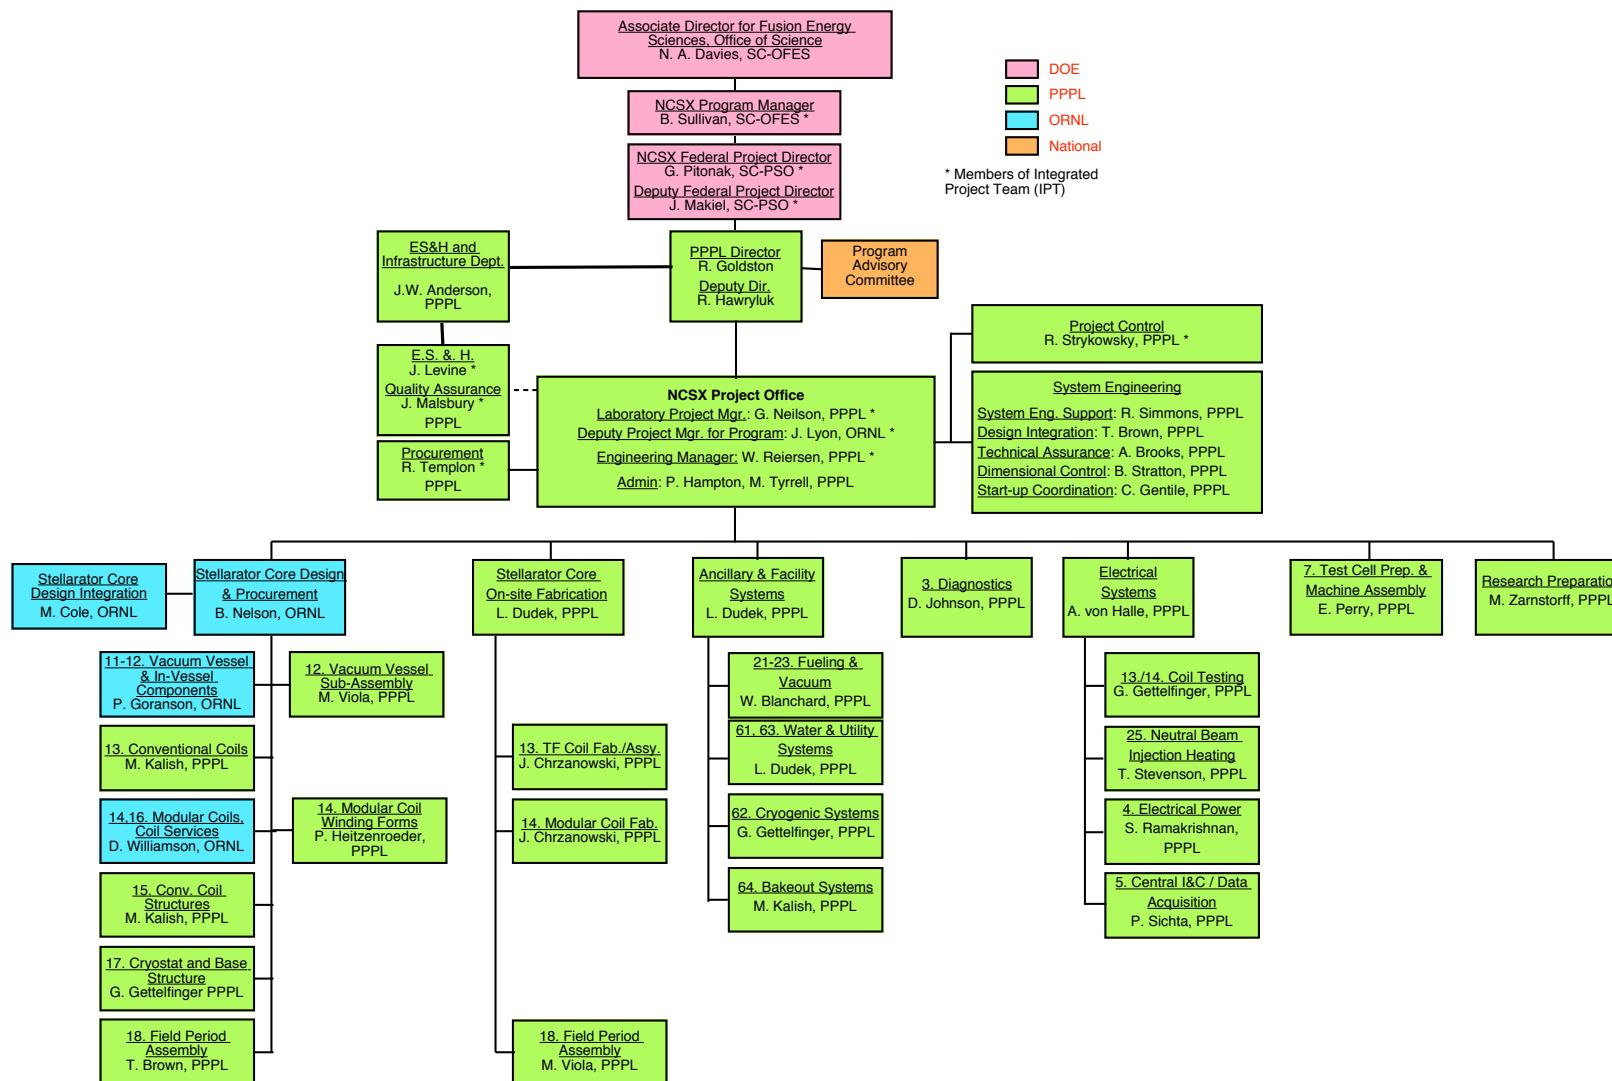 Associate Director for Fusion Energy
Sciences, Office of Science
N. A. Davies, SC-OFES
DOE
PPPL
ORNL
National
* Members of Integrated
Project Team (IPT)
NCSX Program Manager
B. Sullivan, SC-OFES *
NCSX Federal Project Director
G. Pitonak, SC-PSO *
Deputy Federal Project Director
J. Makiel, SC-PSO *
ES&H and
Infrastructure Dept.
J.W. Anderson,
PPPL
PPPL Director
R. Goldston
Deputy Dir.
R. Hawryluk
Program
Advisory
Committee
E.S. &. H.
J. Levine *
Quality Assurance
J. Malsbury *
PPPL
Procurement
R. Templon *
PPPL
NCSX Project Office
Laboratory Project Mgr.: G. Neilson, PPPL *
Deputy Project Mgr. for Program: J. Lyon, ORNL *
Engineering Manager: W. Reiersen, PPPL *
Admin: P. Hampton, M. Tyrrell, PPPL
Project Control
R. Strykowsky, PPPL *
System Engineering
System Eng. Support: R. Simmons, PPPL
Design Integration: T. Brown, PPPL
Technical Assurance: A. Brooks, PPPL
Dimensional Control: B. Stratton, PPPL
Start-up Coordination: C. Gentile, PPPL
Stellarator Core
Design Integration
M. Cole, ORNL
Stellarator Core Design
& Procurement
B. Nelson, ORNL
Stellarator Core
On-site Fabrication
L. Dudek, PPPL
Ancillary & Facility
Systems
L. Dudek, PPPL
3. Diagnostics
D. Johnson, PPPL
Electrical
Systems
A. von Halle, PPPL
7. Test Cell Prep. &
Machine Assembly
E. Perry, PPPL
Research Preparation
M. Zarnstorff, PPPL
11-12. Vacuum Vessel
& In-Vessel
Components
P. Goranson, ORNL
12. Vacuum Vessel
Sub-Assembly
M. Viola, PPPL
13. Conventional Coils
M. Kalish, PPPL
14,16. Modular Coils,
Coil Services
D. Williamson, ORNL
14. Modular Coil
Winding Forms
P. Heitzenroeder,
PPPL
15. Conv. Coil
Structures
M. Kalish, PPPL
17. Cryostat and Base
Structure
G. Gettelfinger PPPL
18. Field Period
Assembly
T. Brown, PPPL
13. TF Coil Fab./Assy.
J. Chrzanowski, PPPL
14. Modular Coil Fab.
J. Chrzanowski, PPPL
18. Field Period
Assembly
M. Viola, PPPL
21-23. Fueling &
Vacuum
W. Blanchard, PPPL
61, 63. Water & Utility
Systems
L. Dudek, PPPL
62. Cryogenic Systems
G. Gettelfinger, PPPL
64. Bakeout Systems
M. Kalish, PPPL
13./14. Coil Testing
G. Gettelfinger, PPPL
25. Neutral Beam
Injection Heating
T. Stevenson, PPPL
4. Electrical Power
S. Ramakrishnan,
PPPL
5. Central I&C / Data
Acquisition
P. Sichta, PPPL